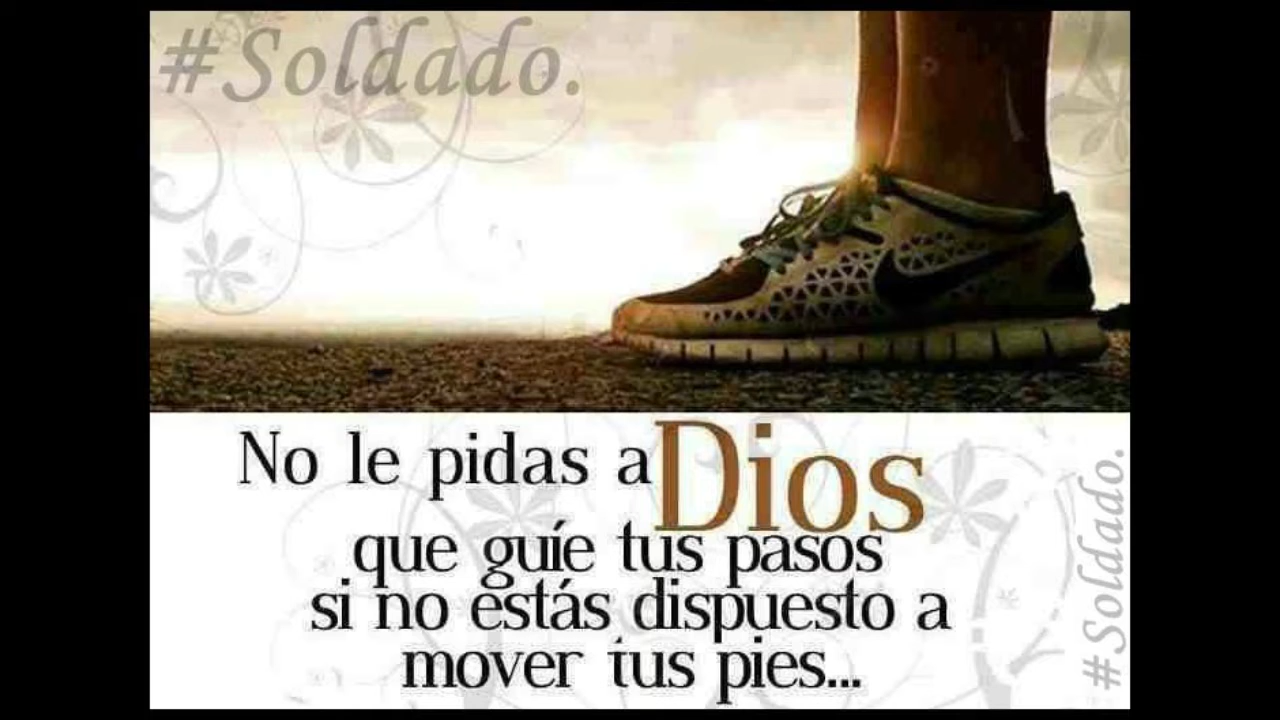 #Soldado.
No le pidas a Dios
que guíe tus pasos
si no estás dispuesto a
mover tus pies...
#Soldado.